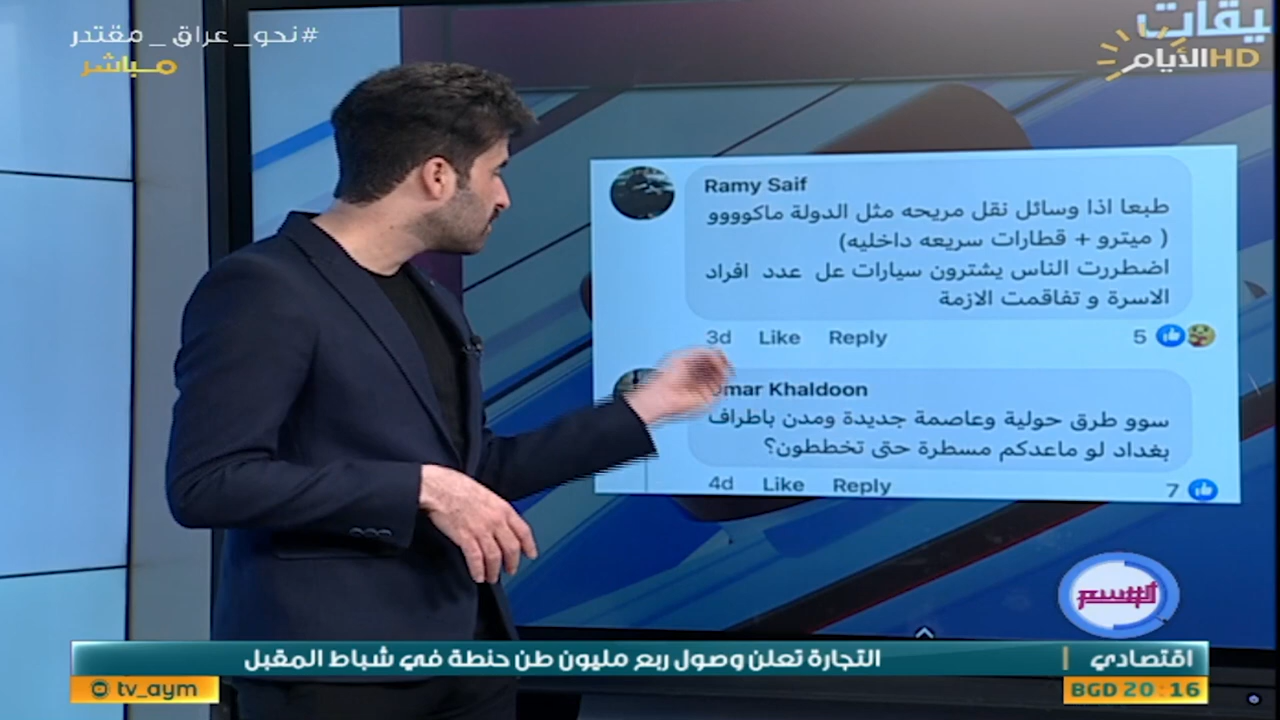 #نحو_عراق_مقتدر
مباشر
يقات
الأيام HD
Ramy Saif
طبعا اذا وسائل نقل مريحه مثل الدولة ماكوووو
( ميترو + قطارات سريعه داخليه)
اضطررت الناس يشترون سيارات عل عدد افراد
الاسرة و تفاقمت الازمة
3d Like Reply 5
mar Khaldoon
سوو طرق حولية وعاصمة جديدة ومدن باطراف
بغداد لو ماعدكم مسطرة حتى تخططون؟
4d Like Reply 7
اقتصادي | التجارة تعلن وصول ربع مليون طن حنطة في شباط المقبل
tv_aym
BGD 20:16